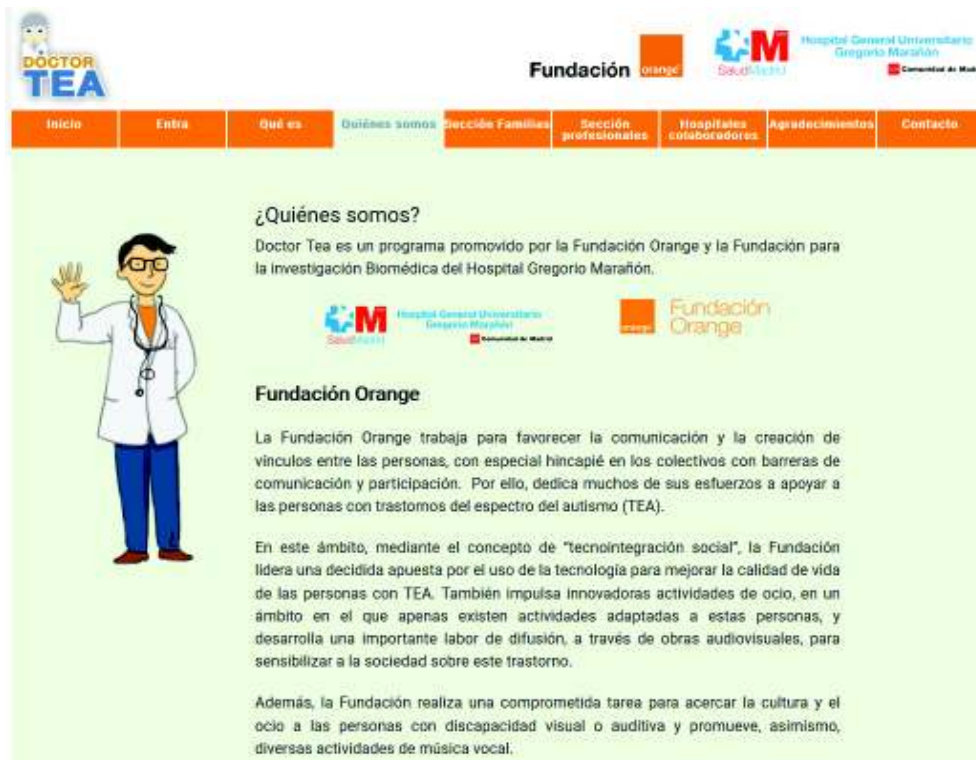 DOCTOR
TEA
Fundación orange
SaludMadrid
Hospital General Universitario
Gregorio Marañón
Comunidad de Mad
Inicio
Entra
Qué es
Quiénes somos
Sección Familias
Sección
profesionales
Hospitales
colaboradores
Agradecimientos
Contacto
¿Quiénes somos?
Doctor Tea es un programa promovido por la Fundación Orange y la Fundación para
la investigación Biomédica del Hospital Gregorio Marañón.
SaludMadrid
Hospital General Universitario
Gregorio Marañón
Comunidad de Madrid
orange
Fundación
Orange
Fundación Orange
La Fundación Orange trabaja para favorecer la comunicación y la creación de
vínculos entre las personas, con especial hincapié en los colectivos con barreras de
comunicación y participación. Por ello, dedica muchos de sus esfuerzos a apoyar a
las personas con trastornos del espectro del autismo (TEA).
En este ámbito, mediante el concepto de "tecnointegración social", la Fundación
lidera una decidida apuesta por el uso de la tecnología para mejorar la calidad de vida
de las personas con TEA. También impulsa innovadoras actividades de ocio, en un
ámbito en el que apenas existen actividades adaptadas a estas personas, y
desarrolla una importante labor de difusión, a través de obras audiovisuales, para
sensibilizar a la sociedad sobre este trastorno.
Además, la Fundación realiza una comprometida tarea para acercar la cultura y el
ocio a las personas con discapacidad visual o auditiva y promueve, asimismo,
diversas actividades de música vocal.